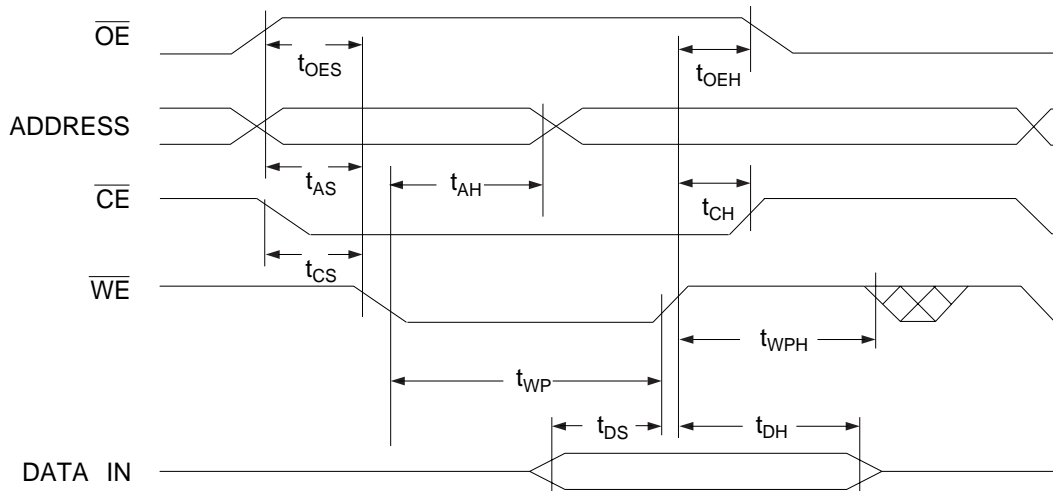 OE
tOES
tOEH
ADDRESS
tAS
tAH
CE
tCH
tCS
WE
tWPH
tWP
tDS
tDH
DATA IN